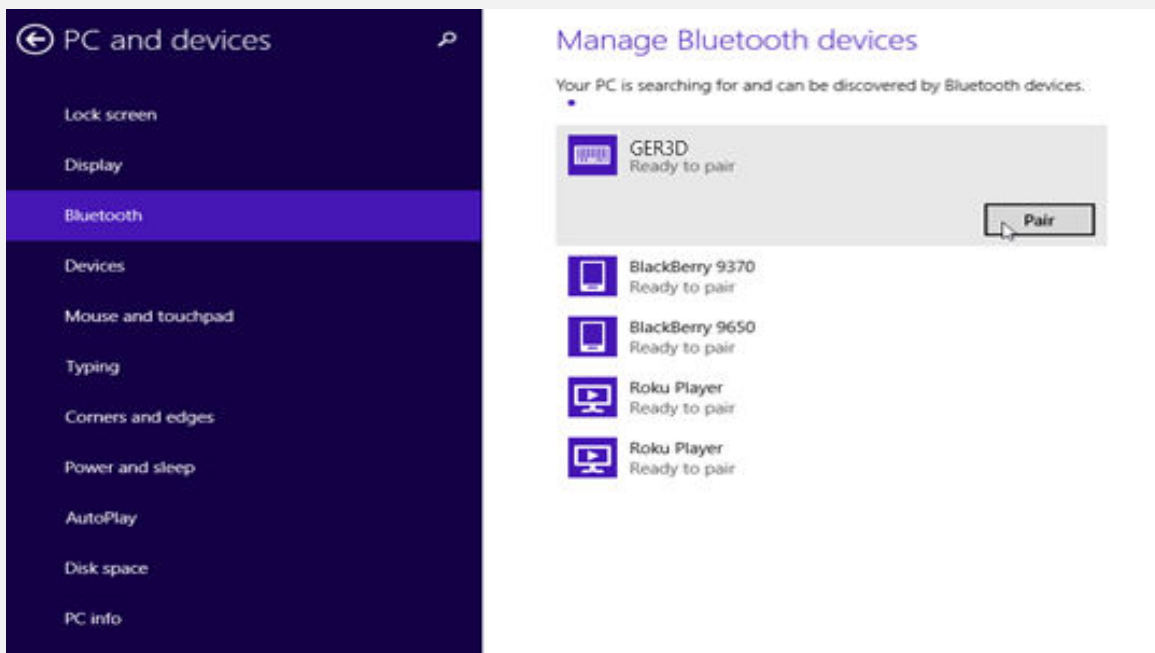 PC and devices
Lock screen
Display
Bluetooth
Devices
Mouse and touchpad
Typing
Corners and edges
Power and sleep
AutoPlay
Disk space
PC info
Manage Bluetooth devices
Your PC is searching for and can be discovered by Bluetooth devices.
GER3D
Ready to pair
Pair
BlackBerry 9370
Ready to pair
BlackBerry 9650
Ready to pair
Roku Player
Ready to pair
Roku Player
Ready to pair